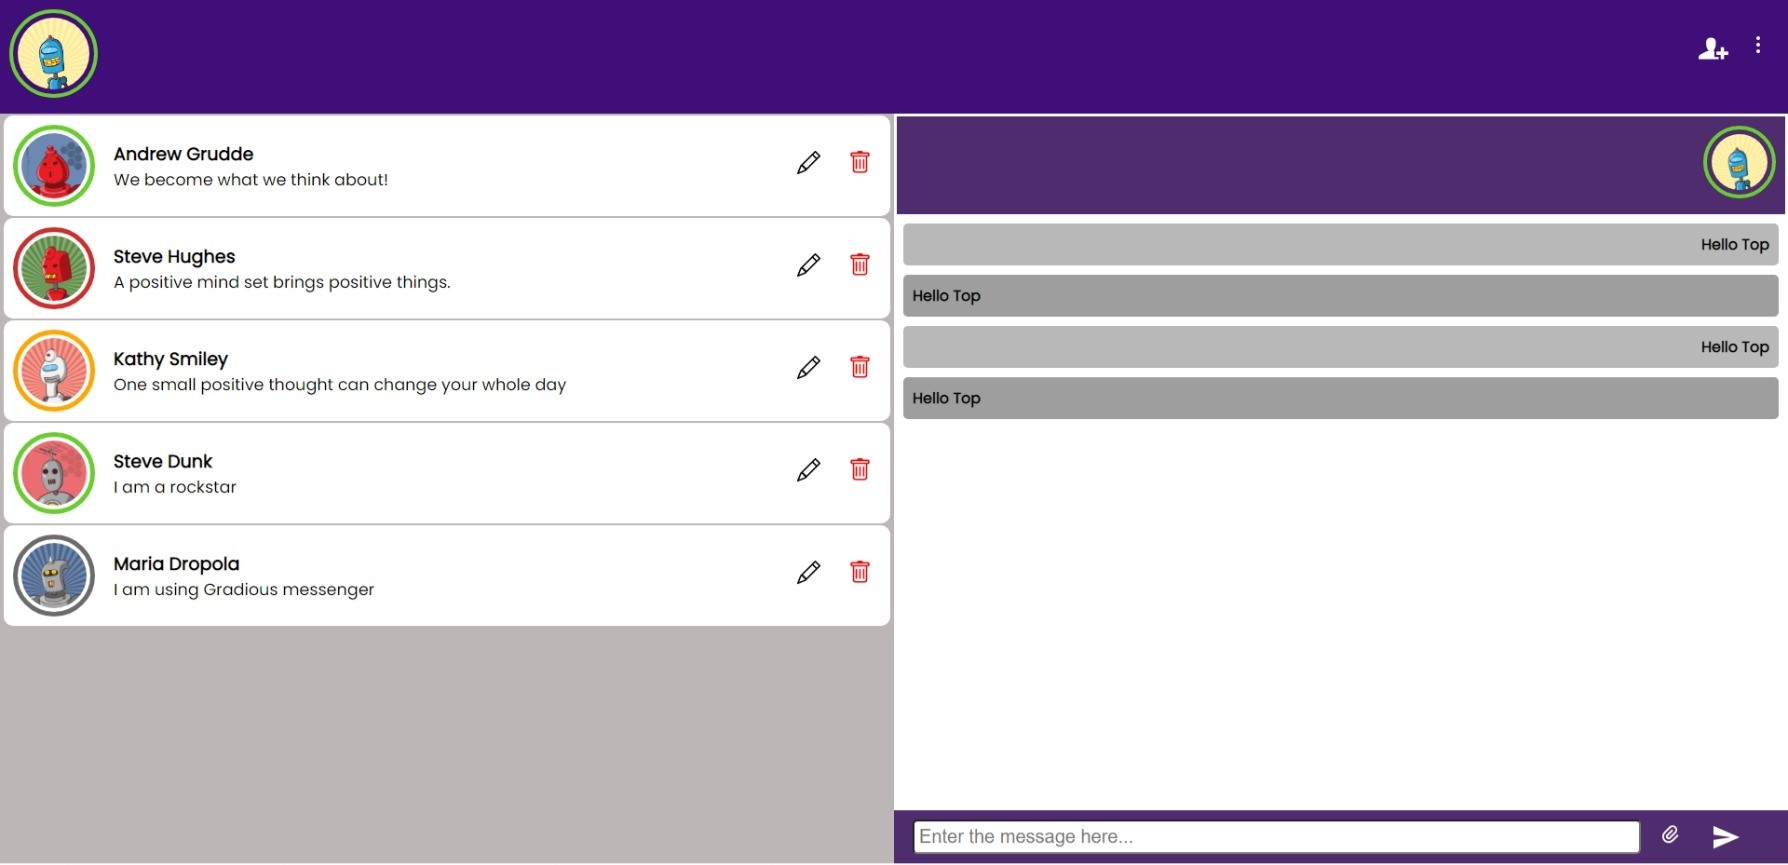 Andrew Grudde
We become what we think about!
Steve Hughes
A positive mind set brings positive things.
Kathy Smiley
One small positive thought can change your whole day
Steve Dunk
I am a rockstar
Maria Dropola
I am using Gradious messenger
Hello Top
Hello Top
Hello Top
Hello Top
Enter the message here...